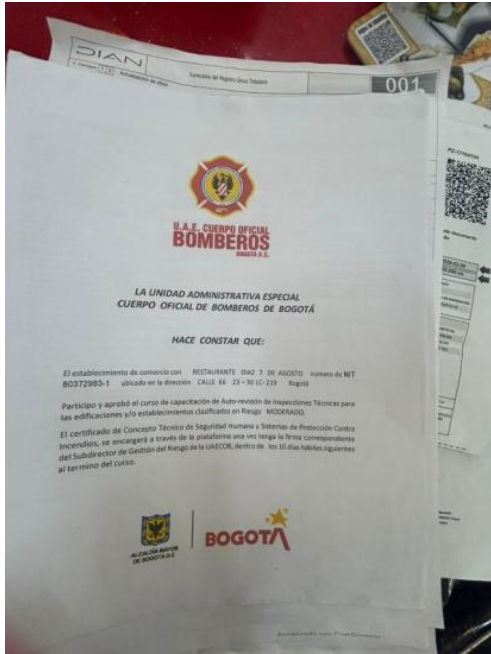 DIAN
Formulario del Registro Único Tributario
001
U.A.E. CUERPO OFICIAL
BOMBEROS
BOGOTÁ D.C.
LA UNIDAD ADMINISTRATIVA ESPECIAL
CUERPO OFICIAL DE BOMBEROS DE BOGOTÁ
HACE CONSTAR QUE:
El establecimiento de comercio con RESTAURANTE DIAZ 7 DE AGOSTO número de NIT
80372983-1 ubicado en la dirección CALLE 66 23 – 30 LC- 219 Bogotá
Participo y aprobó el curso de capacitación de Auto-revisión de Inspecciones Técnicas para
las edificaciones y/o establecimientos clasificados en Riesgo MODERADO.
El certificado de Concepto Técnico de Seguridad Humana y Sistemas de Protección Contra
Incendios, se encargará a través de la plataforma una vez tenga la firma correspondiente
del Subdirector de Gestión del Riesgo de la UAECOB, dentro de los 10 días hábiles siguientes
al termino del curso.
ALCALDÍA MAYOR
DE BOGOTÁ D.C.
BOGOTÁ